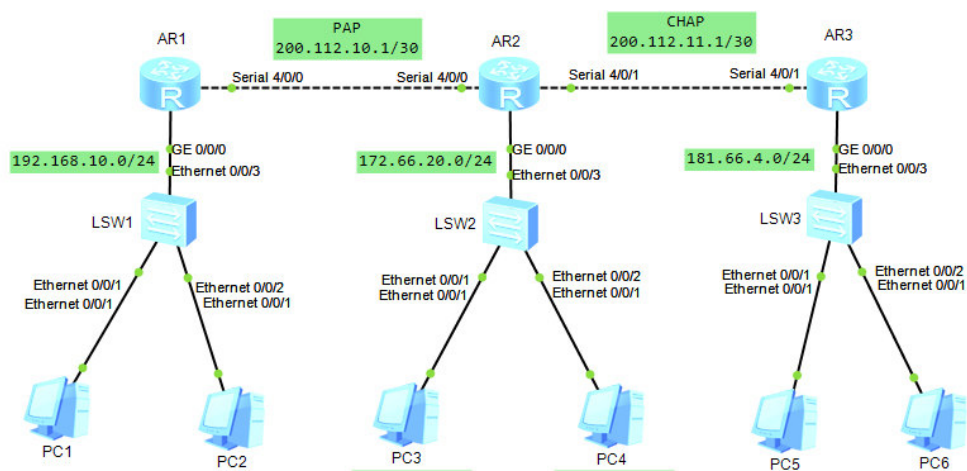 PAP
200.112.10.1/30
CHAP
200.112.11.1/30
AR1
AR2
AR3
Serial 4/0/0
Serial 4/0/0
Serial 4/0/1
Serial 4/0/1
R
R
R
192.168.10.0/24
GE 0/0/0
Ethernet 0/0/3
172.66.20.0/24
GE 0/0/0
Ethernet 0/0/3
181.66.4.0/24
GE 0/0/0
Ethernet 0/0/3
LSW1
LSW2
LSW3
Ethernet 0/0/1
Ethernet 0/0/1
Ethernet 0/0/2
Ethernet 0/0/1
Ethernet 0/0/1
Ethernet 0/0/1
Ethernet 0/0/2
Ethernet 0/0/1
Ethernet 0/0/1
Ethernet 0/0/1
Ethernet 0/0/2
Ethernet 0/0/1
PC1
PC2
PC3
PC4
PC5
PC6